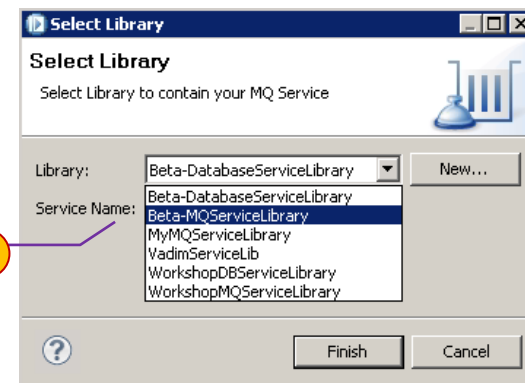 Select Library
Select Library
Select Library to contain your MQ Service
Library:
Beta-DatabaseServiceLibrary
New...
Service Name:
Beta-DatabaseServiceLibrary
Beta-MQServiceLibrary
MyMQServiceLibrary
VadimServiceLib
WorkshopDBServiceLibrary
WorkshopMQServiceLibrary
?
Finish
Cancel